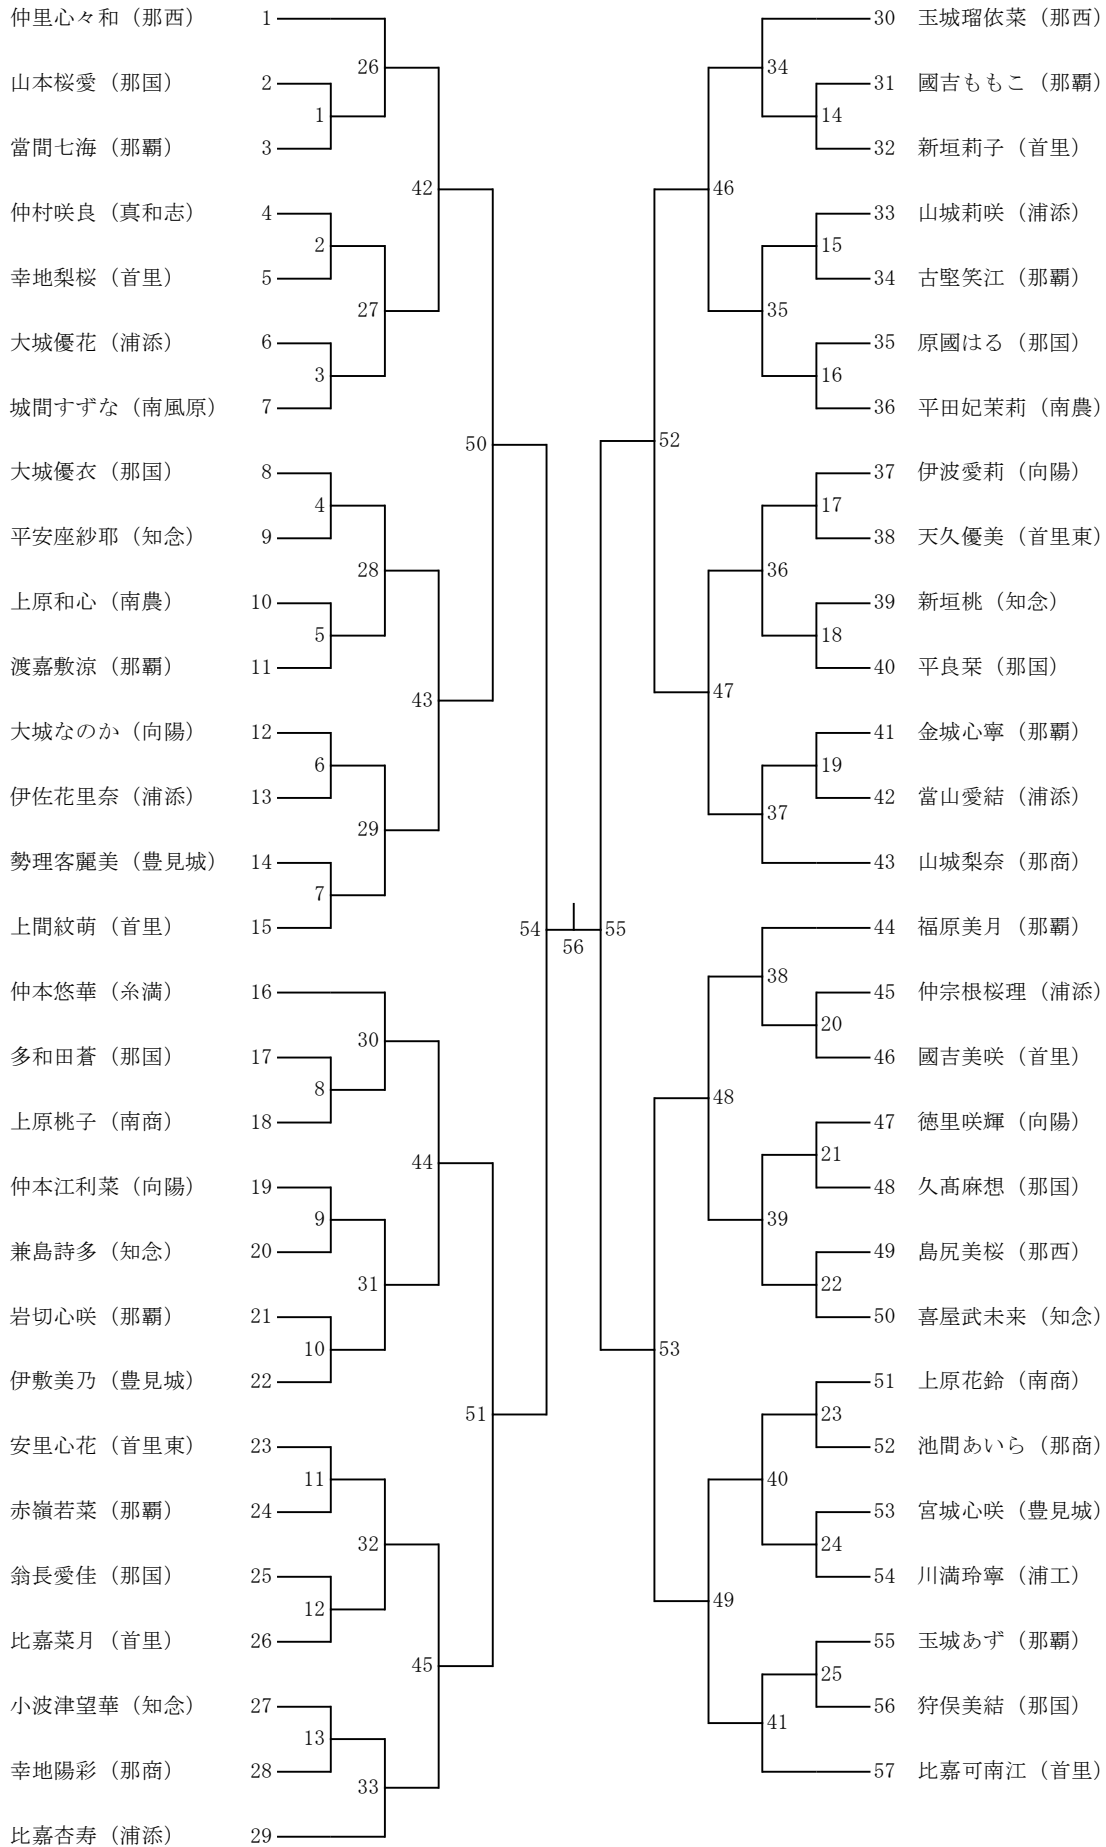 仲里心々和（那西） 1
山本桜愛（那国） 2
當間七海（那覇） 3
仲村咲良（真和志） 4
幸地梨桜（首里） 5
大城優花（浦添） 6
城間すずな（南風原） 7
大城優衣（那国） 8
平安座紗耶（知念） 9
上原和心（南農） 10
渡嘉敷涼（那覇） 11
大城なのか（向陽） 12
伊佐花里奈（浦添） 13
勢理客麗美（豊見城） 14
上間紋萌（首里） 15
仲本悠華（糸満） 16
多和田蒼（那国） 17
上原桃子（南商） 18
仲本江利菜（向陽） 19
兼島詩多（知念） 20
岩切心咲（那覇） 21
伊敷美乃（豊見城） 22
安里心花（首里東） 23
赤嶺若菜（那覇） 24
翁長愛佳（那国） 25
比嘉菜月（首里） 26
小波津望華（知念） 27
幸地陽彩（那商） 28
比嘉杏寿（浦添） 29
1
2
3
4
5
6
7
8
9
10
11
12
13
26
27
28
29
30
31
32
33
42
43
44
45
50
51
54
56
55
52
53
46
47
48
49
34
35
36
37
38
39
40
41
14
15
16
17
18
19
20
21
22
23
24
25
30 玉城瑠依菜（那西）
31 國吉ももこ（那覇）
32 新垣莉子（首里）
33 山城莉咲（浦添）
34 古堅笑江（那覇）
35 原國はる（那国）
36 平田妃茉莉（南農）
37 伊波愛莉（向陽）
38 天久優美（首里東）
39 新垣桃（知念）
40 平良栞（那国）
41 金城心寧（那覇）
42 當山愛結（浦添）
43 山城梨奈（那商）
44 福原美月（那覇）
45 仲宗根桜理（浦添）
46 國吉美咲（首里）
47 徳里咲輝（向陽）
48 久髙麻想（那国）
49 島尻美桜（那西）
50 喜屋武未来（知念）
51 上原花鈴（南商）
52 池間あいら（那商）
53 宮城心咲（豊見城）
54 川満玲寧（浦工）
55 玉城あず（那覇）
56 狩俣美結（那国）
57 比嘉可南江（首里）